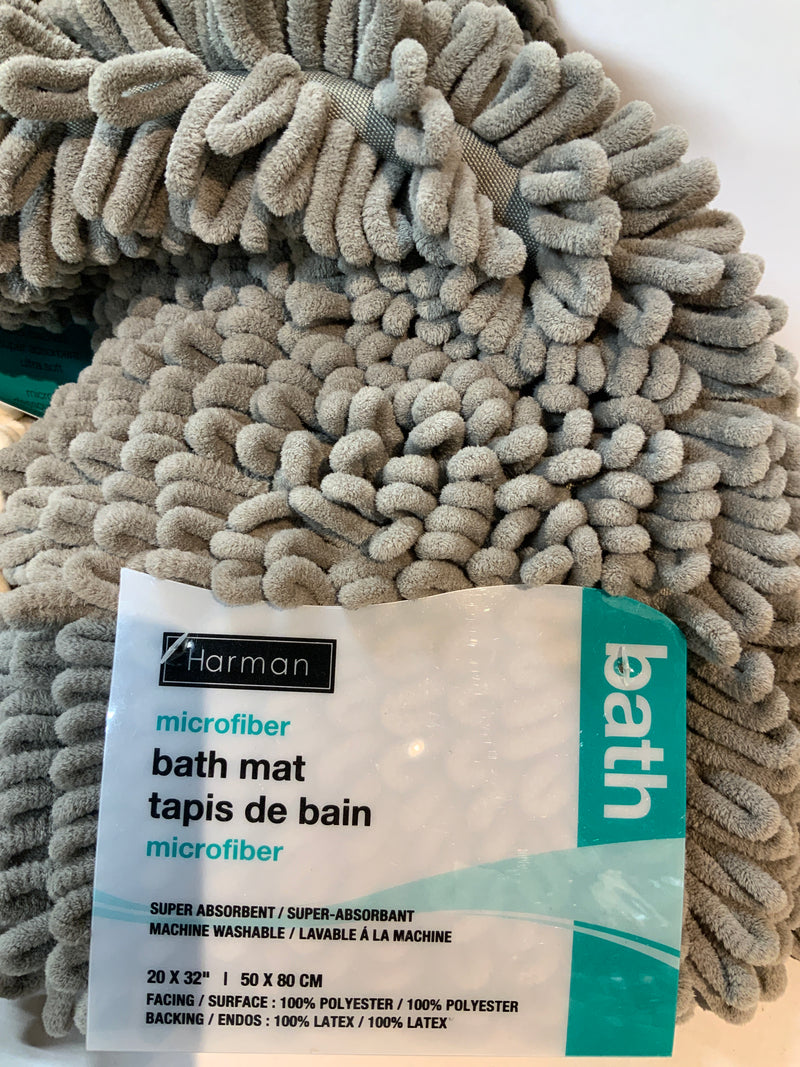 Harman
microfiber
bath mat
tapis de bain
microfiber
SUPER ABSORBENT / SUPER-ABSORBANT
MACHINE WASHABLE / LAVABLE Á LA MACHINE
20 X 32" | 50 X 80 CM
FACING / SURFACE : 100% POLYESTER / 100% POLYESTER
BACKING / ENDOS : 100% LATEX / 100% LATEX
bath